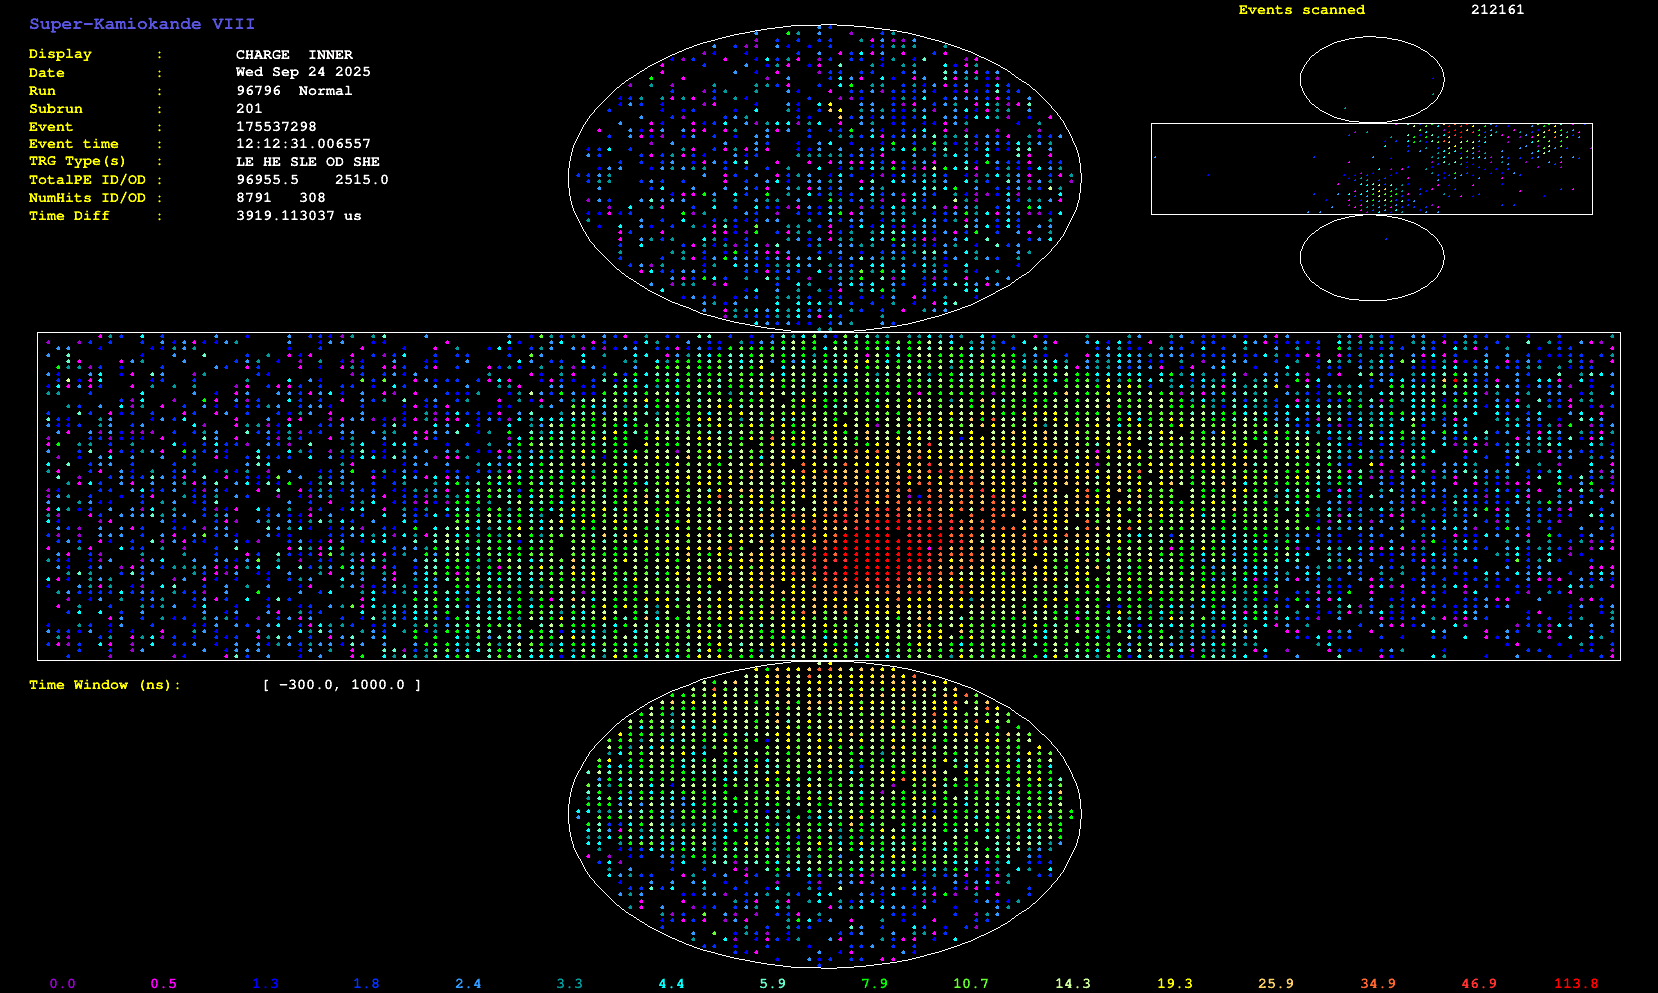 Super-Kamiokande VIII
Events scanned 212161
Display : CHARGE INNER
Date : Wed Sep 24 2025
Run : 96796 Normal
Subrun : 201
Event : 175537298
Event time : 12:12:31.006557
TRG Type(s) : LE HE SLE OD SHE
TotalPE ID/OD : 96955.5 2515.0
NumHits ID/OD : 8791 308
Time Diff : 3919.113037 us
Time Window (ns): [ -300.0, 1000.0 ]
0.0 0.5 1.3 1.8 2.4 3.3 4.4 5.9 7.9 10.7 14.3 19.3 25.9 34.9 46.9 113.8